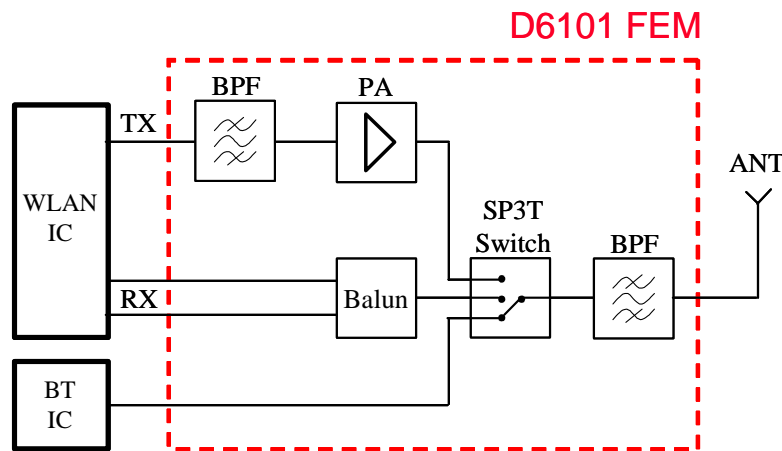 D6101 FEM
BPF
PA
TX
ANT
WLAN
IC
SP3T
Switch
BPF
RX
Balun
BT
IC